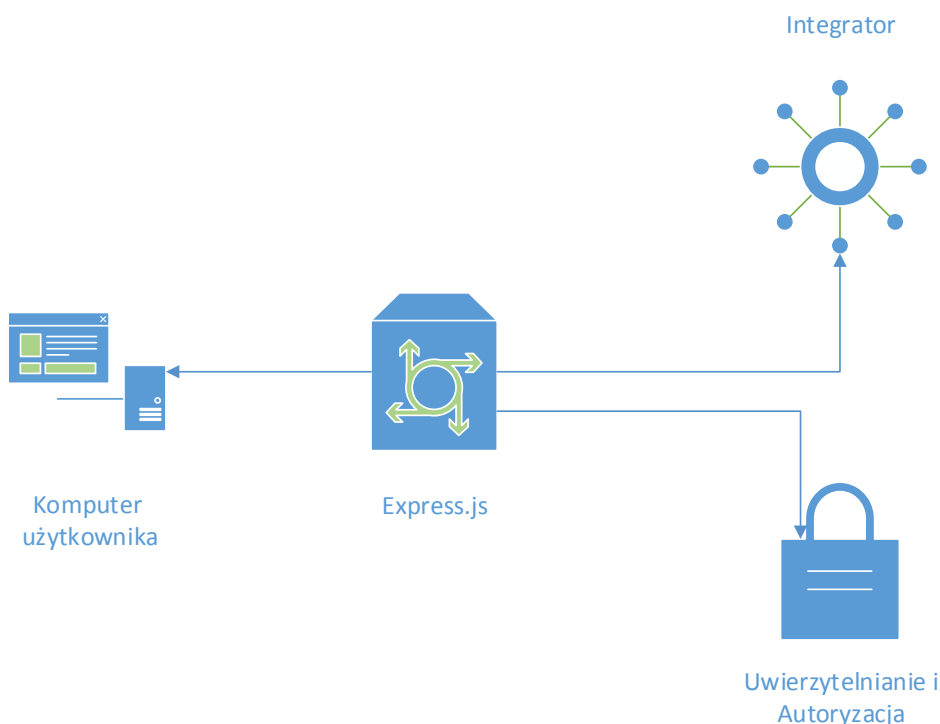 Integrator
Komputer
użytkownika
Express.js
Uwierzytelnianie i
Autoryzacja